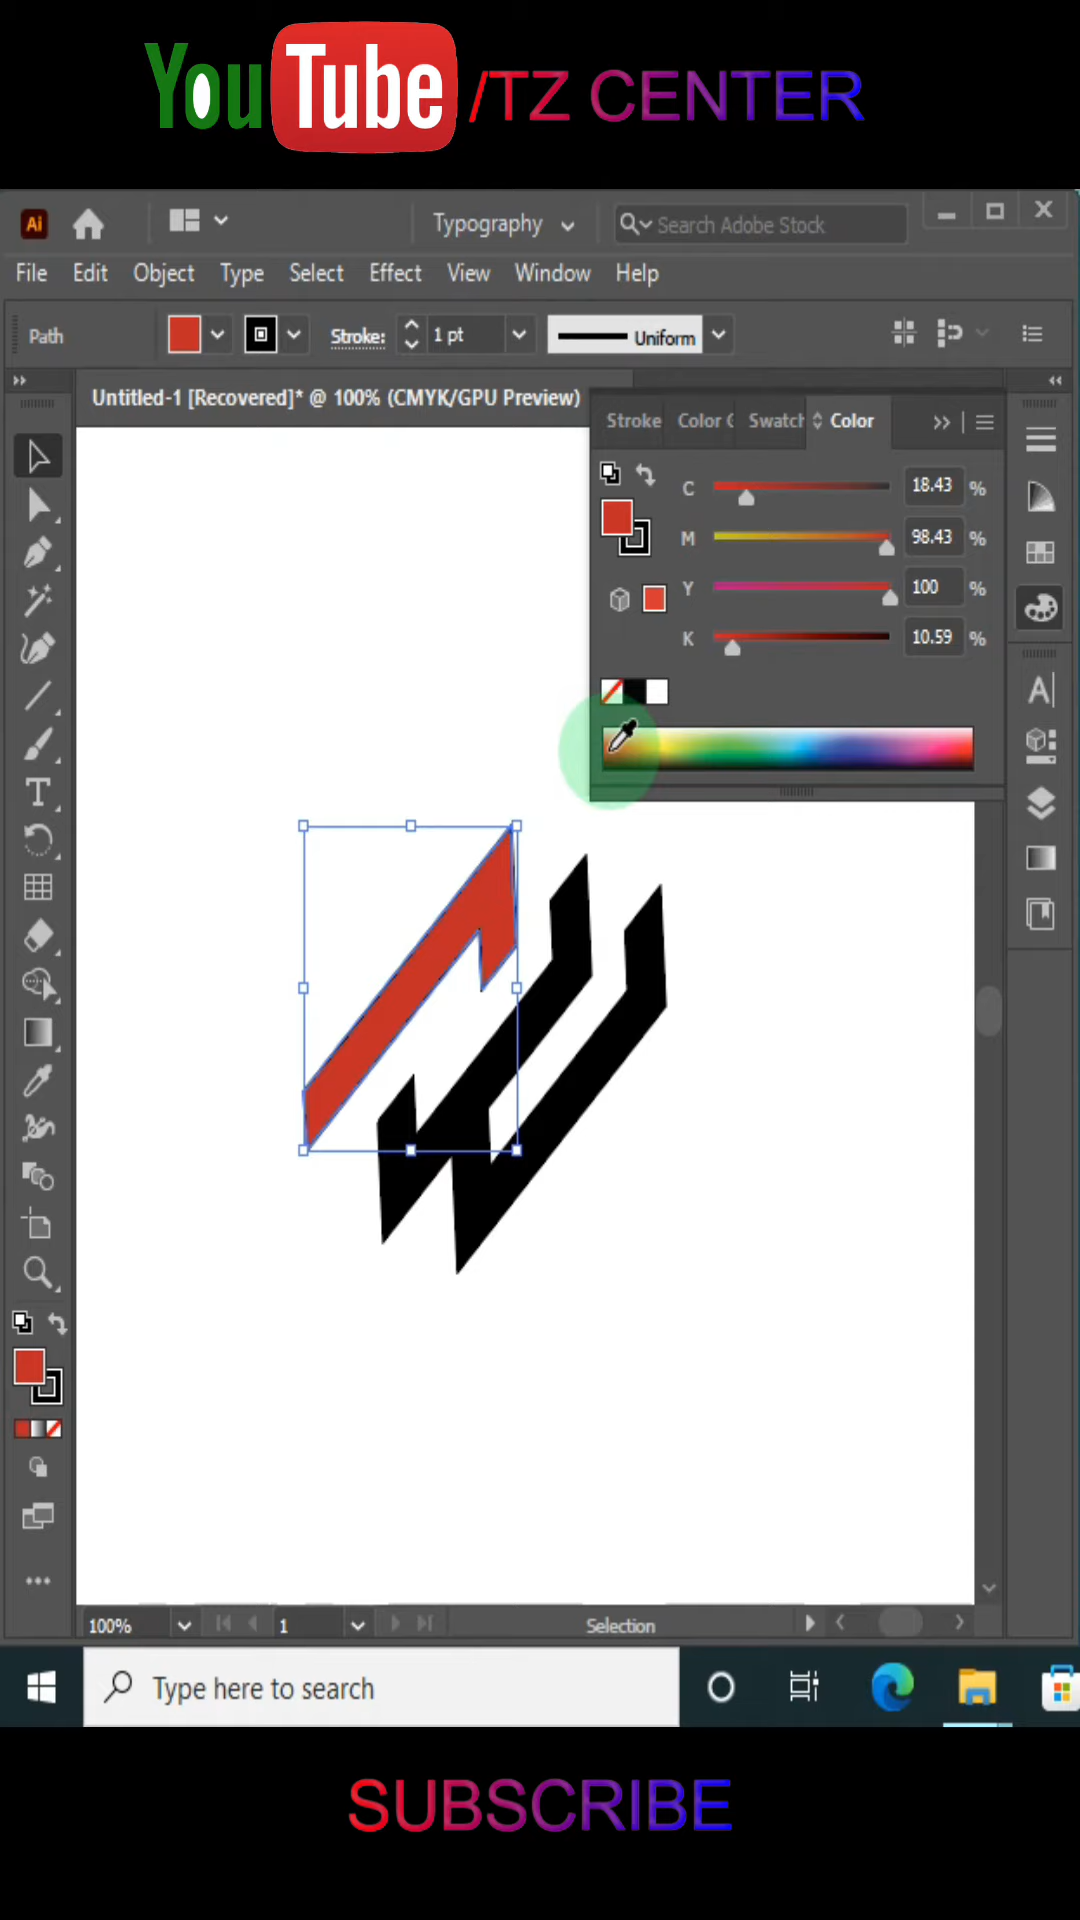 YouTube /TZ CENTER
Ai Typography Search Adobe Stock
File Edit Object Type Select Effect View Window Help
Path Stroke: 1 pt Uniform
Untitled-1 [Recovered]* @ 100% (CMYK/GPU Preview)
Stroke Color G Swatch Color
C 18.43 %
M 98.43 %
Y 100 %
K 10.59 %
100% 1 Selection
Type here to search
SUBSCRIBE